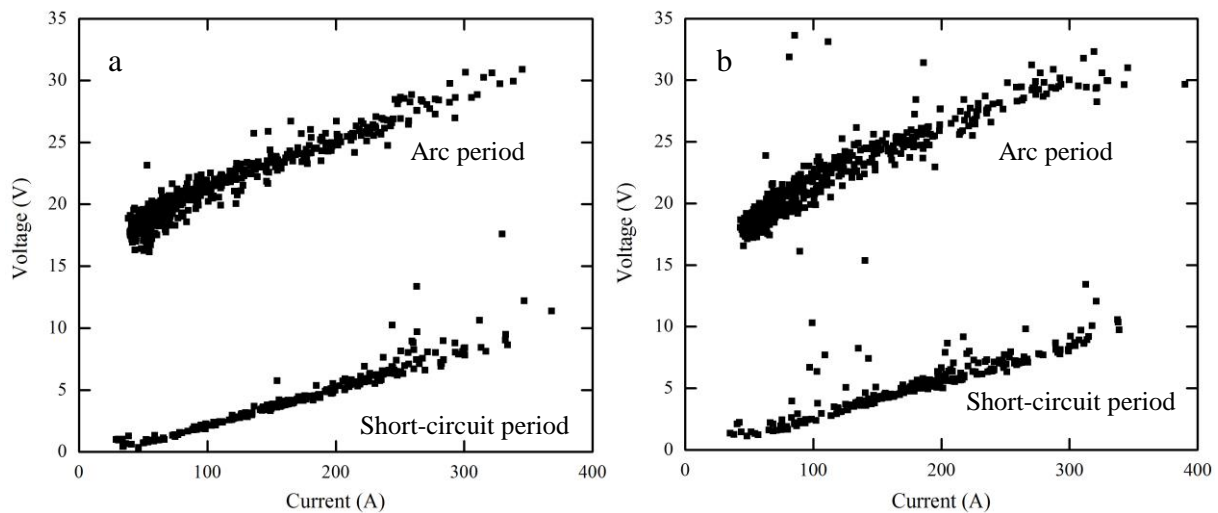 a
35
30
25
20
15
10
5
0
Voltage (V)
Arc period
Short-circuit period
0 100 200 300 400
Current (A)
b
35
30
25
20
15
10
5
0
Voltage (V)
Arc period
Short-circuit period
0 100 200 300 400
Current (A)